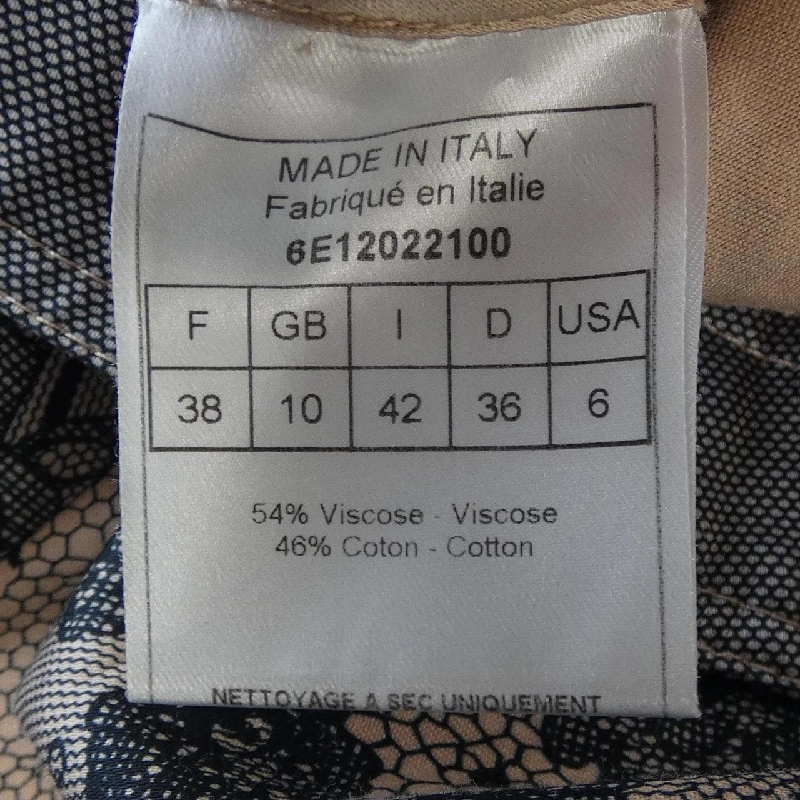 MADE IN ITALY
Fabriqué en Italie
6E12022100
F GB I D USA
38 10 42 36 6
54% Viscose - Viscose
46% Coton - Cotton
NETTOYAGE A SEC UNIQUEMENT